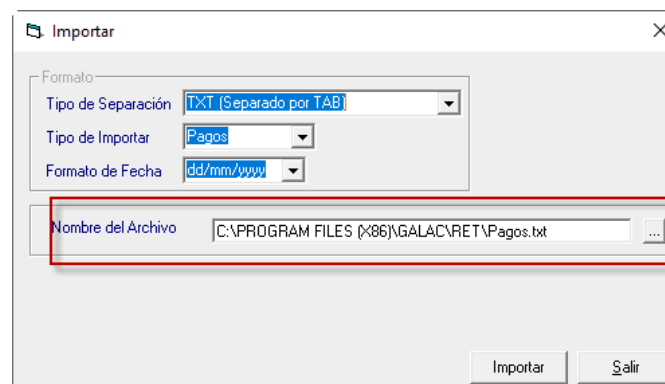 Importar
Formato
Tipo de Separación TXT (Separado por TAB)
Tipo de Importar Pagos
Formato de Fecha dd/mm/yyyy
Nombre del Archivo C:\PROGRAM FILES (X86)\GALAC\RET\Pagos.txt ...
Importar Salir